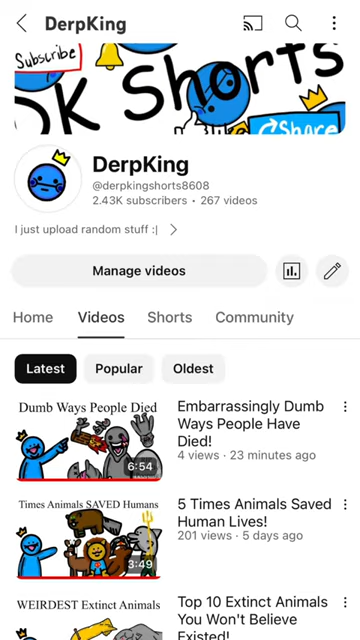 DerpKing
Subscribe
DK Shorts
Share
DerpKing
@derpkingshorts8608
2.43K subscribers • 267 videos
I just upload random stuff :|
Manage videos
Home Videos Shorts Community
Latest Popular Oldest
Dumb Ways People Died
6:54
Embarrassingly Dumb
Ways People Have
Died!
4 views · 23 minutes ago
Times Animals SAVED Humans
3:49
5 Times Animals Saved
Human Lives!
201 views · 5 days ago
WEIRDEST Extinct Animals
Top 10 Extinct Animals
You Won't Believe
Existed!